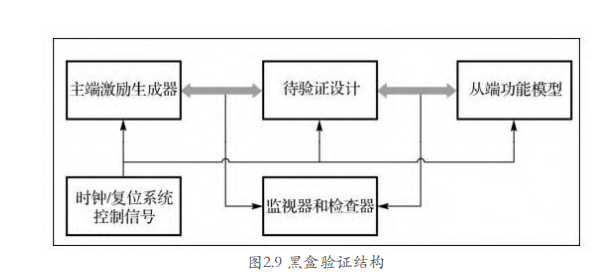 主端激励生成器
待验证设计
从端功能模型
时钟/复位系统
控制信号
监视器和检查器
图2.9 黑盒验证结构